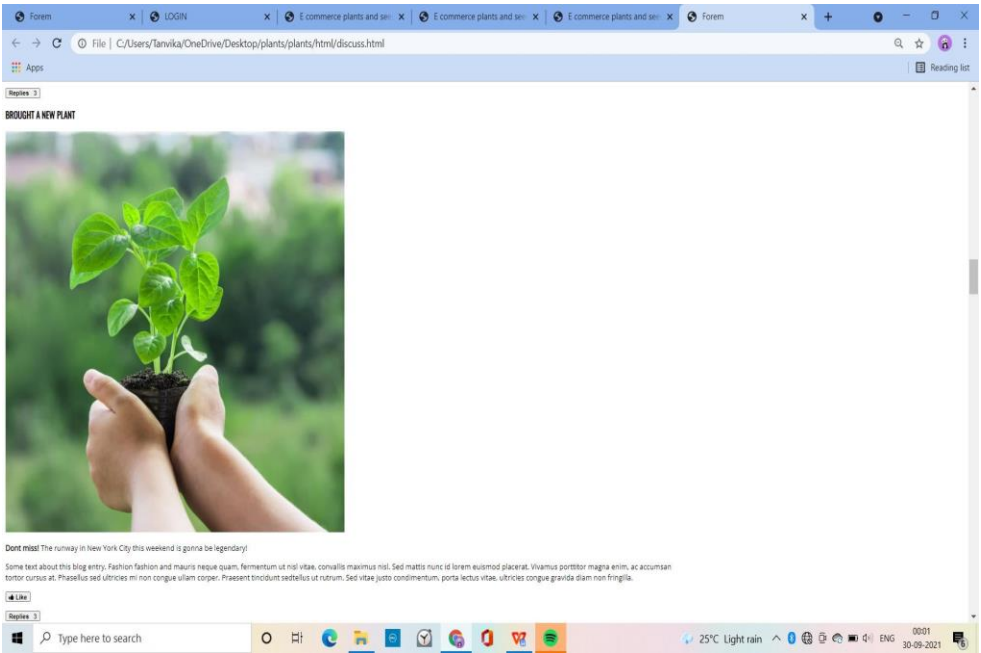 Forem
LOGIN
E commerce plants and see
E commerce plants and see
E commerce plants and see
Forem
File | C:/Users/Tanvika/OneDrive/Desktop/plants/plants/html/discuss.html
Apps
Reading list
Replies 3
BROUGHT A NEW PLANT
Dont miss! The runway in New York City this weekend is gonna be legendary!
Some text about this blog entry. Fashion fashion and mauris neque quam, fermentum ut nisl vitae, convallis maximus nisl. Sed mattis nunc id lorem euismod placerat. Vivamus porttitor magna enim, ac accumsan
tortor cursus at. Phasellus sed ultricies mi non congue ullam corper. Praesent tincidunt sedtellus ut rutrum. Sed vitae justo condimentum, porta lectus vitae, ultricies congue gravida diam non fringilla.
Like
Replies 3
Type here to search
25°C Light rain
ENG
00:01
30-09-2021
6